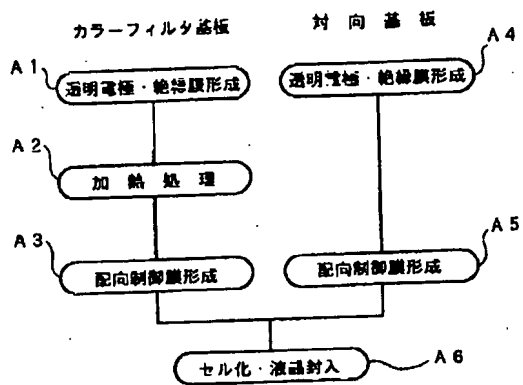 カラーフィルタ基板
対向基板
A1
透明電極・絶縁膜形成
A4
透明電極・絶縁膜形成
A2
加熱処理
A3
配向制御膜形成
A5
配向制御膜形成
セル化・液晶封入
A6